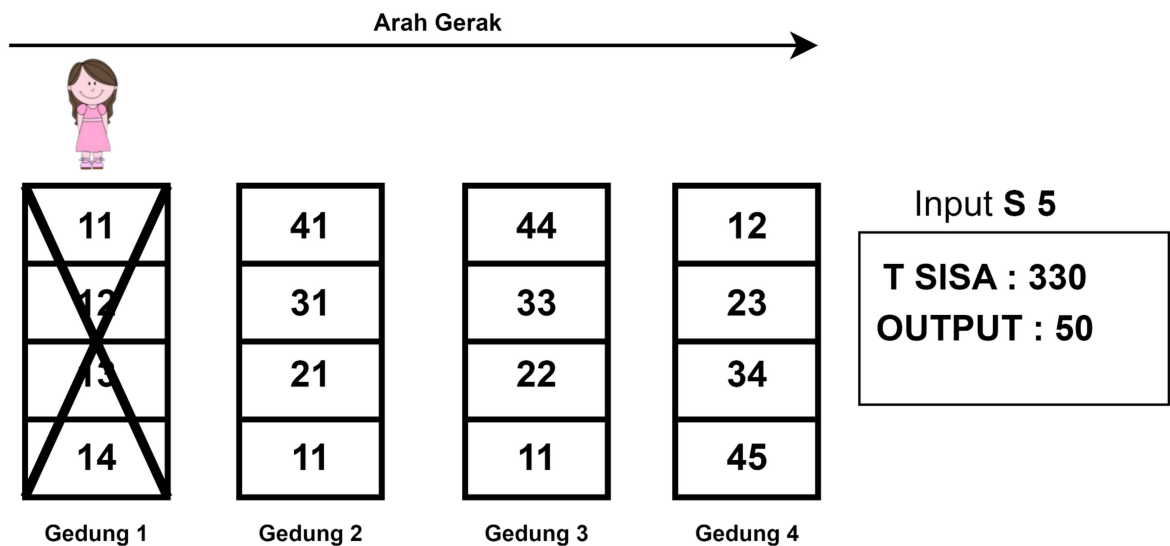 Arah Gerak
11 41 44 12
12 31 33 23
13 21 22 34
14 11 11 45
Gedung 1 Gedung 2 Gedung 3 Gedung 4
Input S 5
T SISA : 330
OUTPUT : 50